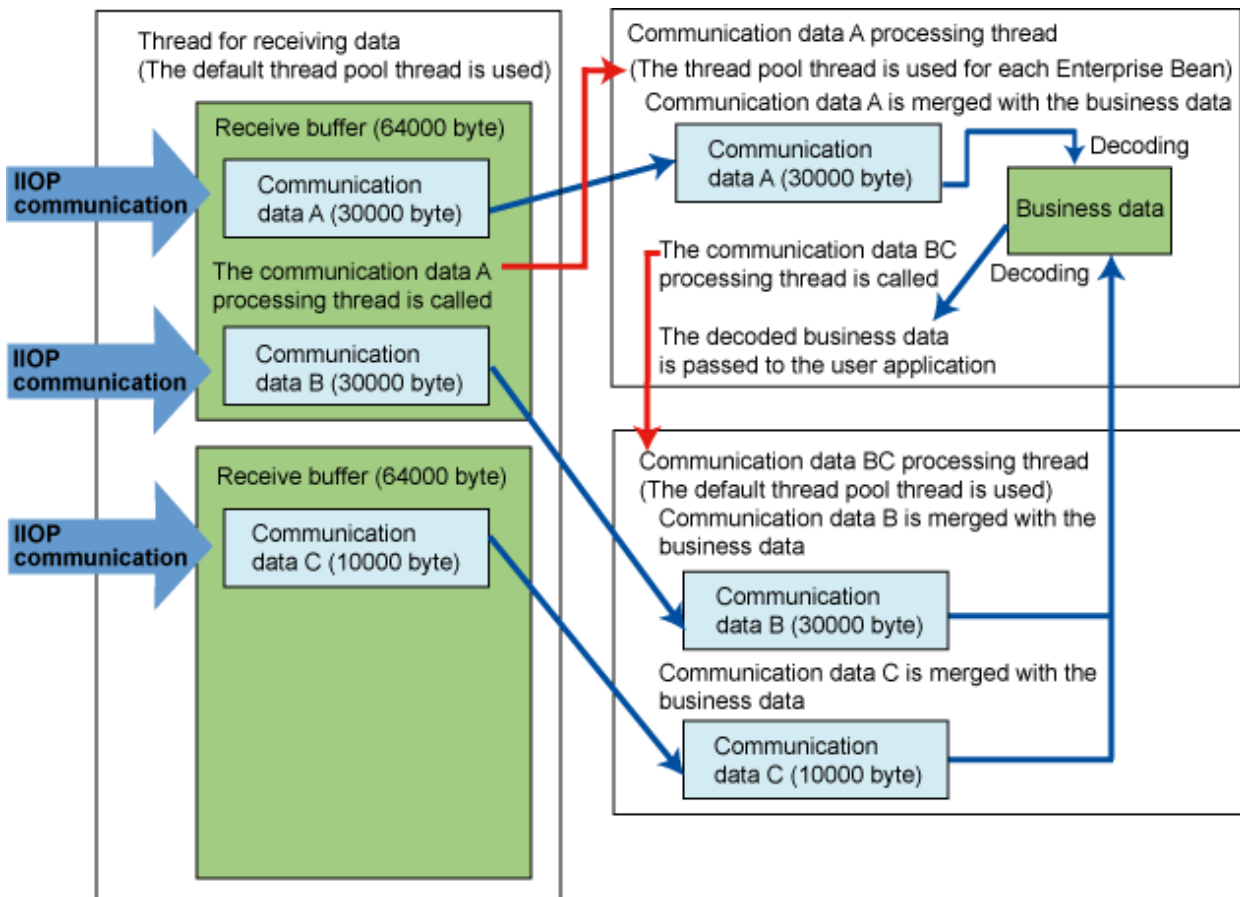 Thread for receiving data
(The default thread pool thread is used)
Receive buffer (64000 byte)
IIOP
communication
Communication
data A (30000 byte)
The communication data A
processing thread is called
IIOP
communication
Communication
data B (30000 byte)
Receive buffer (64000 byte)
IIOP
communication
Communication
data C (10000 byte)
Communication data A processing thread
(The thread pool thread is used for each Enterprise Bean)
Communication data A is merged with the business data
Communication
data A (30000 byte)
Decoding
Business data
The communication data BC
processing thread is called
Decoding
The decoded business data
is passed to the user application
Communication data BC processing thread
(The default thread pool thread is used)
Communication data B is merged with the
business data
Communication
data B (30000 byte)
Communication data C is merged with the
business data
Communication
data C (10000 byte)